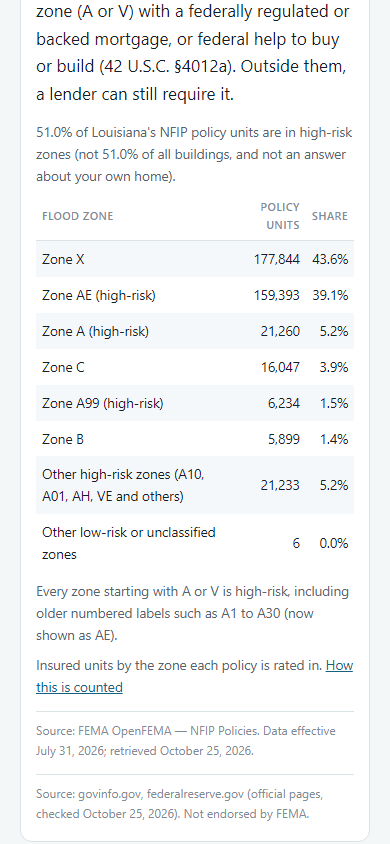 zone (A or V) with a federally regulated or
backed mortgage, or federal help to buy
or build (42 U.S.C. §4012a). Outside them,
a lender can still require it.
51.0% of Louisiana's NFIP policy units are in high-risk
zones (not 51.0% of all buildings, and not an answer
about your own home).
FLOOD ZONE POLICY UNITS SHARE
Zone X 177,844 43.6%
Zone AE (high-risk) 159,393 39.1%
Zone A (high-risk) 21,260 5.2%
Zone C 16,047 3.9%
Zone A99 (high-risk) 6,234 1.5%
Zone B 5,899 1.4%
Other high-risk zones (A10,
A01, AH, VE and others) 21,233 5.2%
Other low-risk or unclassified
zones 6 0.0%
Every zone starting with A or V is high-risk, including
older numbered labels such as A1 to A30 (now
shown as AE).
Insured units by the zone each policy is rated in. How
this is counted
Source: FEMA OpenFEMA — NFIP Policies. Data effective
July 31, 2026; retrieved October 25, 2026.
Source: govinfo.gov, federalreserve.gov (official pages,
checked October 25, 2026). Not endorsed by FEMA.